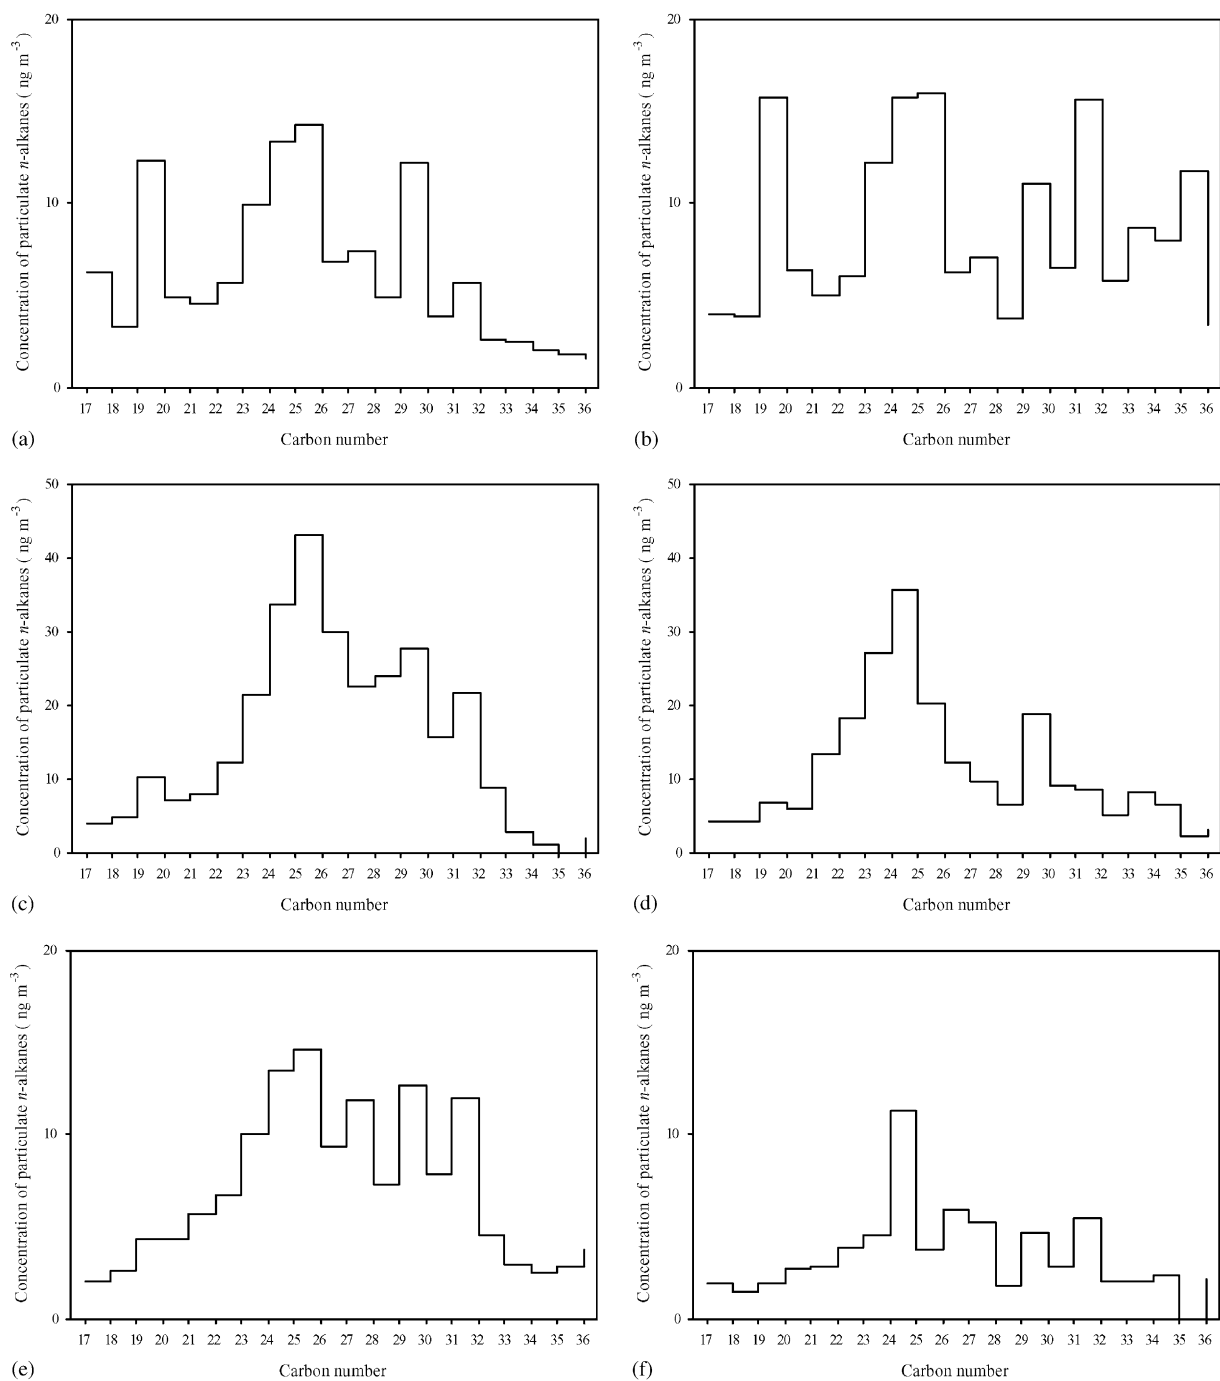 Concentration of particulate n-alkanes ( ng m-3)
20
10
0
17 18 19 20 21 22 23 24 25 26 27 28 29 30 31 32 33 34 35 36
(a)
Carbon number
Concentration of particulate n-alkanes ( ng m-3)
20
10
0
17 18 19 20 21 22 23 24 25 26 27 28 29 30 31 32 33 34 35 36
(b)
Carbon number
Concentration of particulate n-alkanes ( ng m-3)
50
40
30
20
10
0
17 18 19 20 21 22 23 24 25 26 27 28 29 30 31 32 33 34 35 36
(c)
Carbon number
Concentration of particulate n-alkanes ( ng m-3)
50
40
30
20
10
0
17 18 19 20 21 22 23 24 25 26 27 28 29 30 31 32 33 34 35 36
(d)
Carbon number
Concentration of particulate n-alkanes ( ng m-3)
20
10
0
17 18 19 20 21 22 23 24 25 26 27 28 29 30 31 32 33 34 35 36
(e)
Carbon number
Concentration of particulate n-alkanes ( ng m-3)
20
10
0
17 18 19 20 21 22 23 24 25 26 27 28 29 30 31 32 33 34 35 36
(f)
Carbon number